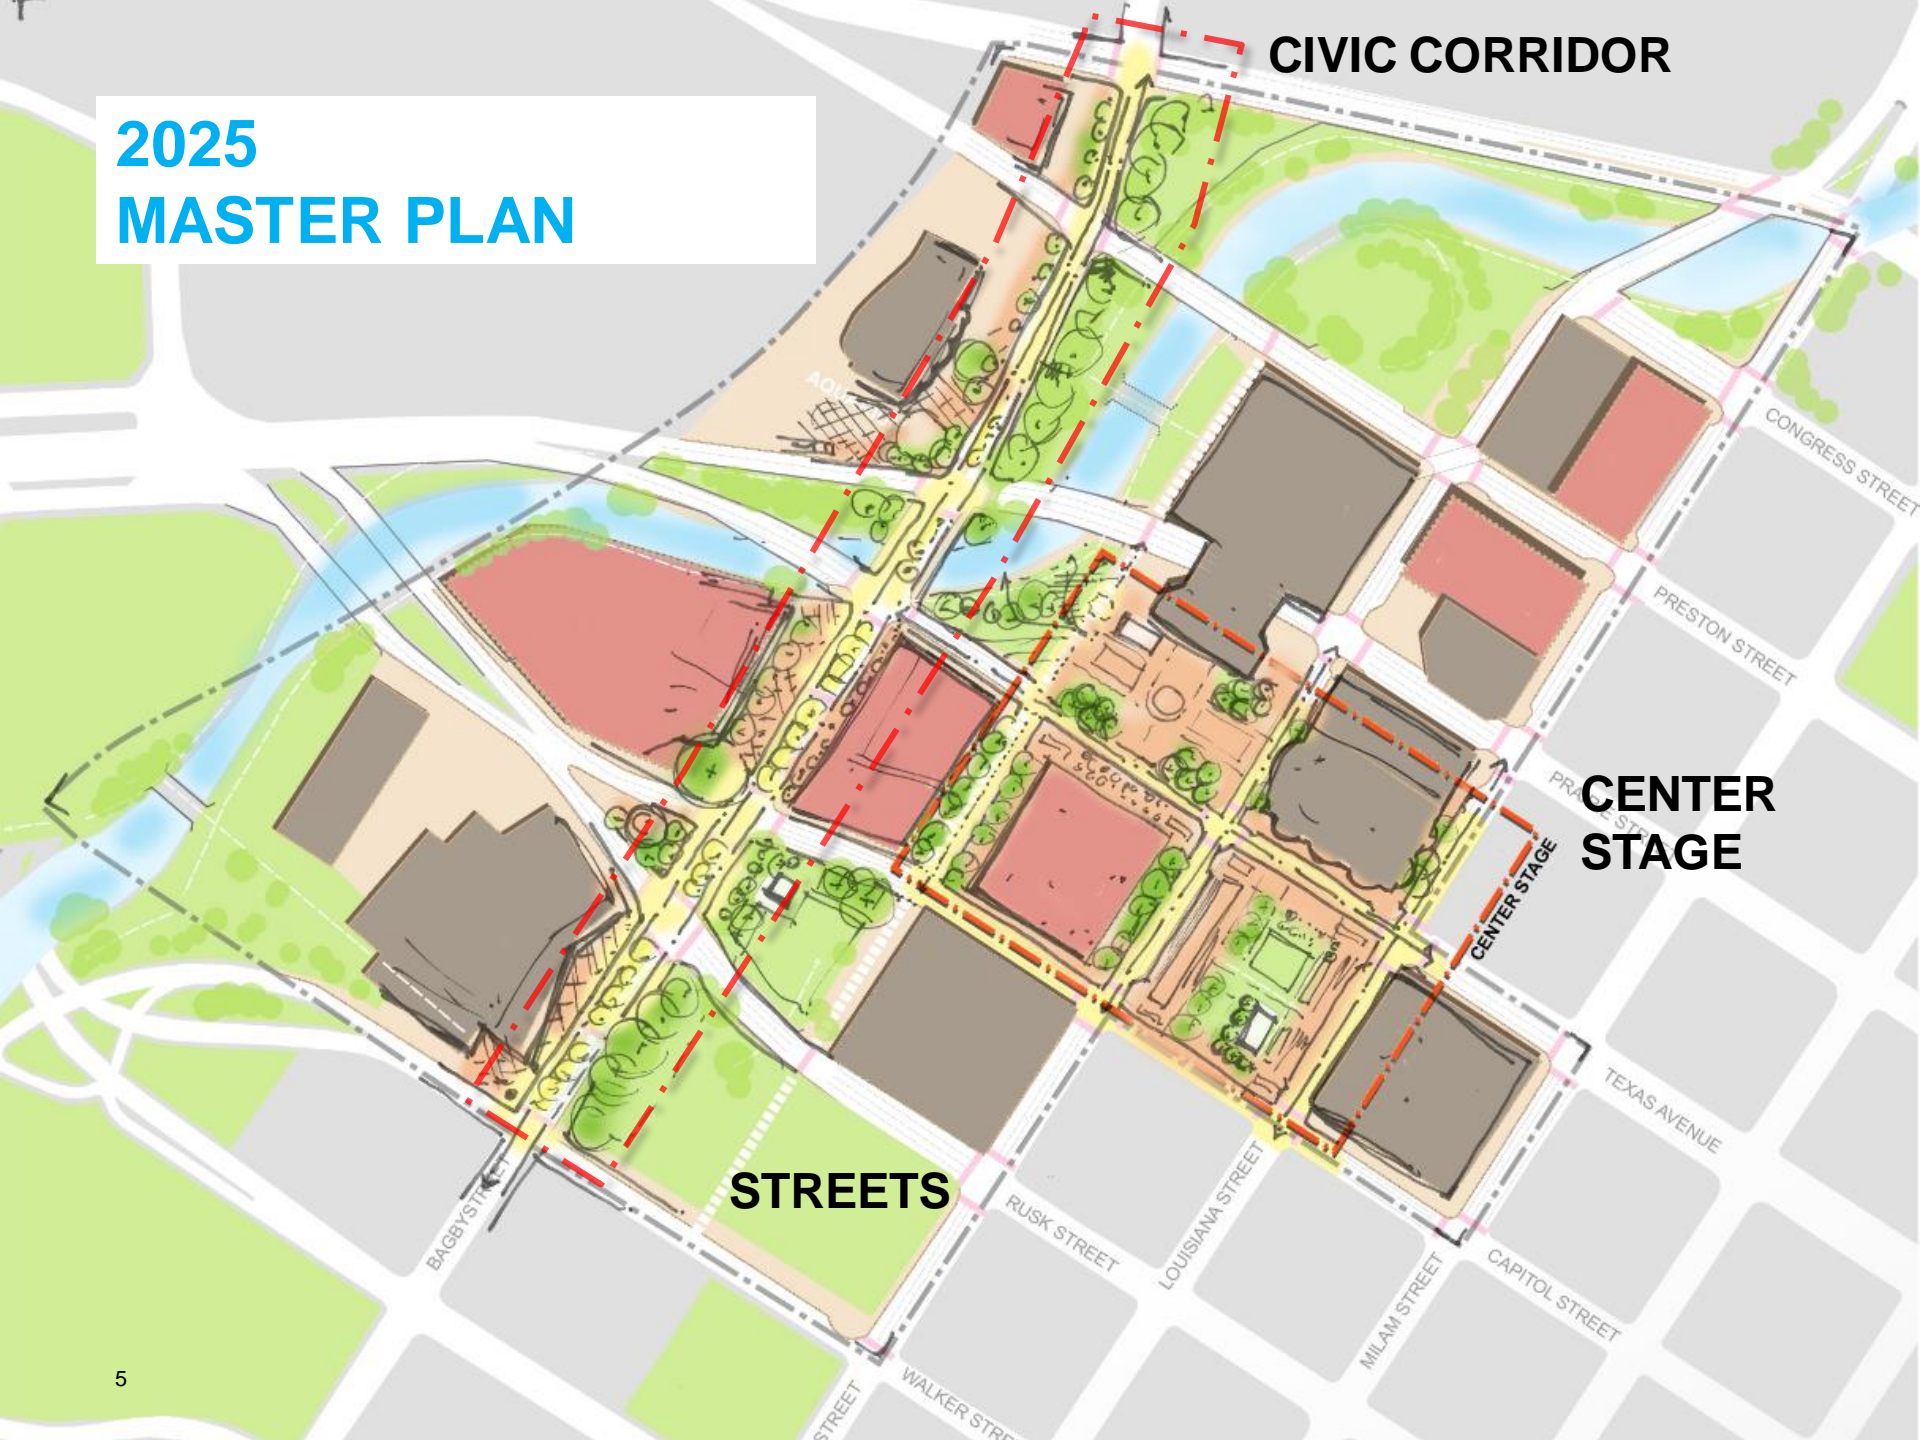 CIVIC CORRIDOR
2025
MASTER PLAN
CONGRESS STREET
PRESTON STREET
CENTER
STAGE
CENTER STAGE
TEXAS AVENUE
STREETS
BAGBY
RUSK STREET
LOUISIANA STREET
MILAM STREET
CAPITOL STREET
WALKER
STREET
5